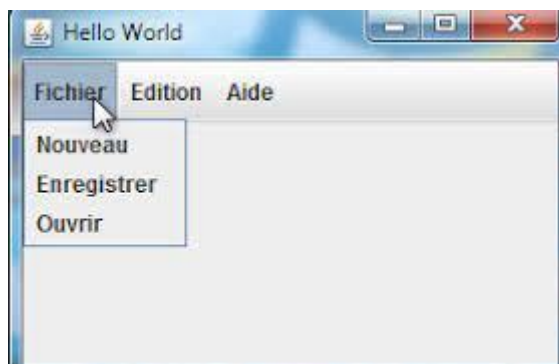 Hello World
Fichier Edition Aide
Nouveau
Enregistrer
Ouvrir